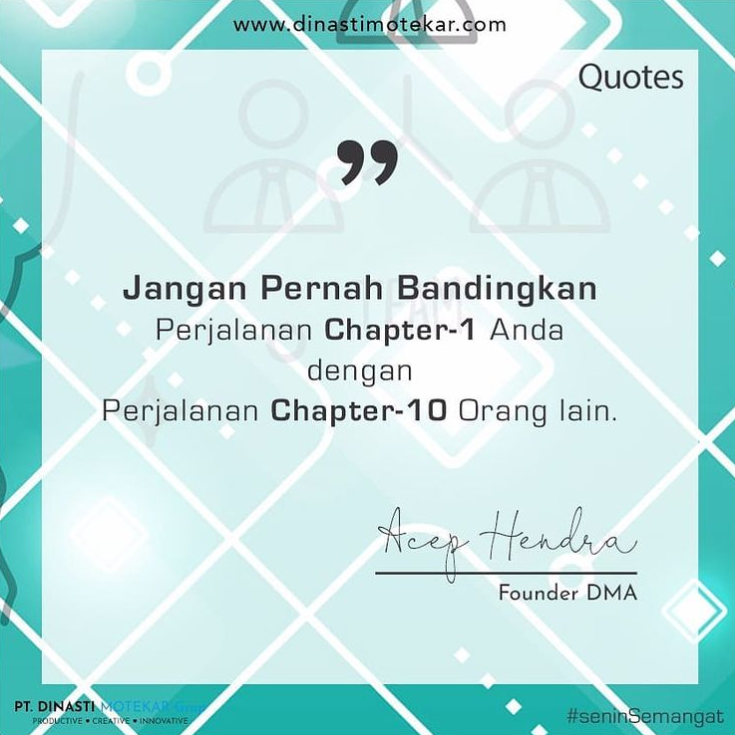 www.dinastimotekar.com
Quotes
”
Jangan Pernah Bandingkan
Perjalanan Chapter-1 Anda
dengan
Perjalanan Chapter-10 Orang lain.
Acep Hendra
Founder DMA
PT. DINASTI MOTEKAR Group
PRODUCTIVE • CREATIVE • INNOVATIVE
#seninSemangat